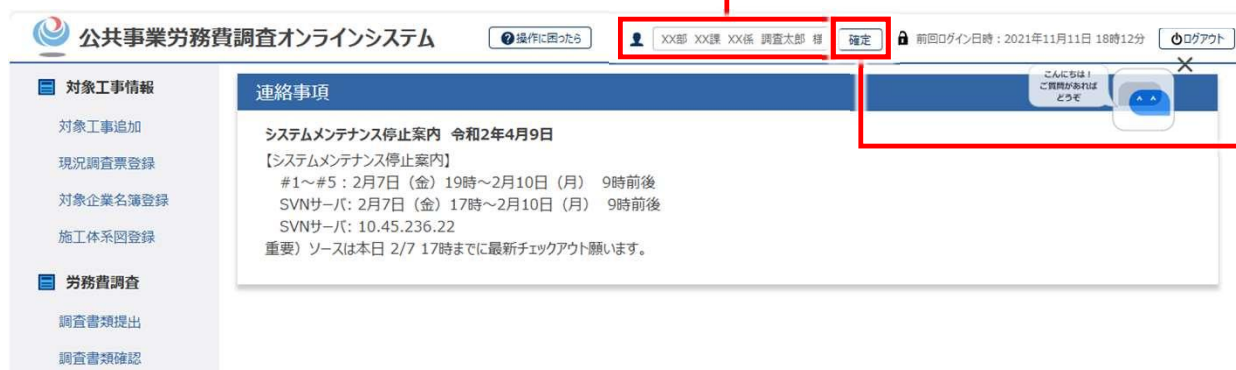 公共事業労務費調査オンラインシステム
?操作に困ったら
XX部 XX課 XX係 調査太郎 様
確定
前回ログイン日時:2021年11月11日 18時12分
ログアウト
対象工事情報
対象工事追加
現況調査票登録
対象企業名簿登録
施工体系図登録
労務費調査
調査書類提出
調査書類確認
連絡事項
こんにちは!
ご質問があれば
どうぞ
システムメンテナンス停止案内 令和2年4月9日
【システムメンテナンス停止案内】
#1~#5:2月7日(金)19時~2月10日(月) 9時前後
SVNサーバ: 2月7日(金)17時~2月10日(月) 9時前後
SVNサーバ: 10.45.236.22
重要)ソースは本日 2/7 17時までに最新チェックアウト願います。